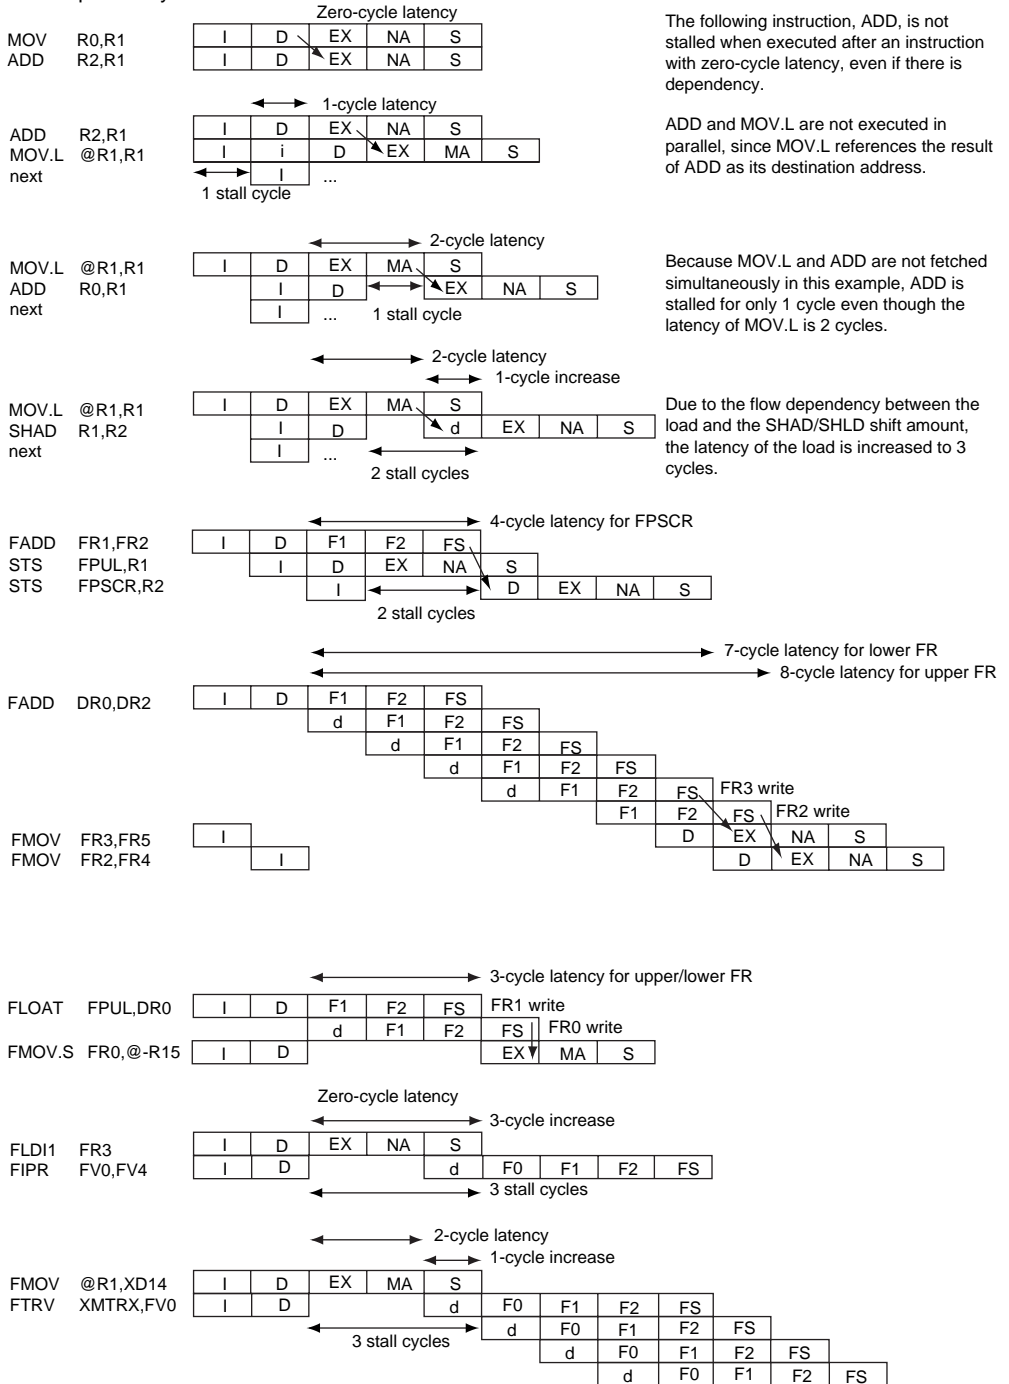 Zero-cycle latency
MOV R0,R1 I D EX NA S
ADD R2,R1 I D EX NA S
The following instruction, ADD, is not
stalled when executed after an instruction
with zero-cycle latency, even if there is
dependency.
1-cycle latency
ADD R2,R1 I D EX NA S
MOV.L @R1,R1 I i D EX MA S
next I ...
1 stall cycle
ADD and MOV.L are not executed in
parallel, since MOV.L references the result
of ADD as its destination address.
2-cycle latency
MOV.L @R1,R1 I D EX MA S
ADD R0,R1 I D EX NA S
next I ... 1 stall cycle
Because MOV.L and ADD are not fetched
simultaneously in this example, ADD is
stalled for only 1 cycle even though the
latency of MOV.L is 2 cycles.
2-cycle latency
1-cycle increase
MOV.L @R1,R1 I D EX MA S
SHAD R1,R2 I D d EX NA S
next I ...
2 stall cycles
Due to the flow dependency between the
load and the SHAD/SHLD shift amount,
the latency of the load is increased to 3
cycles.
4-cycle latency for FPSCR
FADD FR1,FR2 I D F1 F2 FS
STS FPUL,R1 I D EX NA S
STS FPSCR,R2 I D EX NA S
2 stall cycles
7-cycle latency for lower FR
8-cycle latency for upper FR
FADD DR0,DR2 I D F1 F2 FS
d F1 F2 FS
d F1 F2 FS
d F1 F2 FS
d F1 F2 FS FR3 write
F1 F2 FS FR2 write
FMOV FR3,FR5 I D EX NA S
FMOV FR2,FR4 I D EX NA S
3-cycle latency for upper/lower FR
FLOAT FPUL,DR0 I D F1 F2 FS FR1 write
d F1 F2 FS FR0 write
FMOV.S FR0,@-R15 I D EX MA S
Zero-cycle latency
3-cycle increase
FLDI1 FR3 I D EX NA S
FIPR FV0,FV4 I D d F0 F1 F2 FS
3 stall cycles
2-cycle latency
1-cycle increase
FMOV @R1,XD14 I D EX MA S
FTRV XMTRX,FV0 I D d F0 F1 F2 FS
3 stall cycles d F0 F1 F2 FS
d F0 F1 F2 FS
d F0 F1 F2 FS